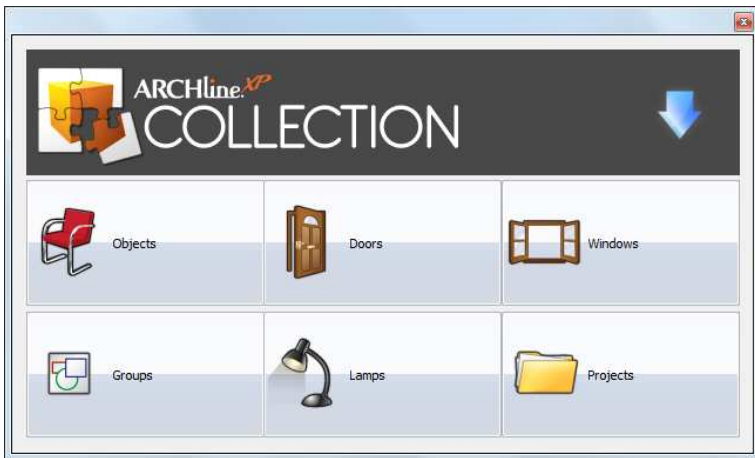 ARCHline.XP
COLLECTION
Objects
Doors
Windows
Groups
Lamps
Projects